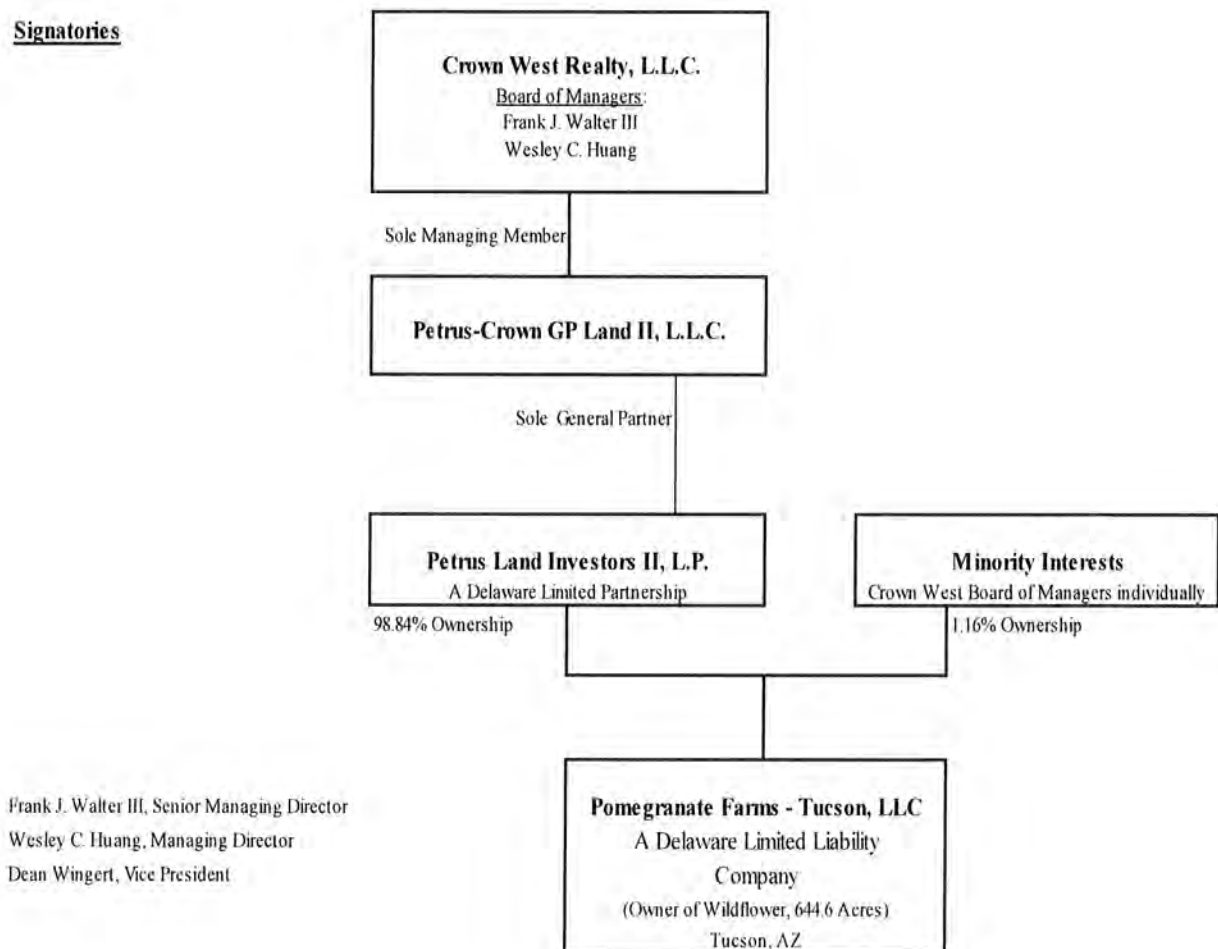 Signatories
Crown West Realty, L.L.C.
Board of Managers:
Frank J. Walter III
Wesley C. Huang
Sole Managing Member
Petrus-Crown GP Land II, L.L.C.
Sole General Partner
Petrus Land Investors II, L.P.
A Delaware Limited Partnership
98.84% Ownership
Minority Interests
Crown West Board of Managers individually
1.16% Ownership
Frank J. Walter III, Senior Managing Director
Wesley C. Huang, Managing Director
Dean Wingert, Vice President
Pomegranate Farms - Tucson, LLC
A Delaware Limited Liability
Company
(Owner of Wildflower, 644.6 Acres)
Tucson, AZ